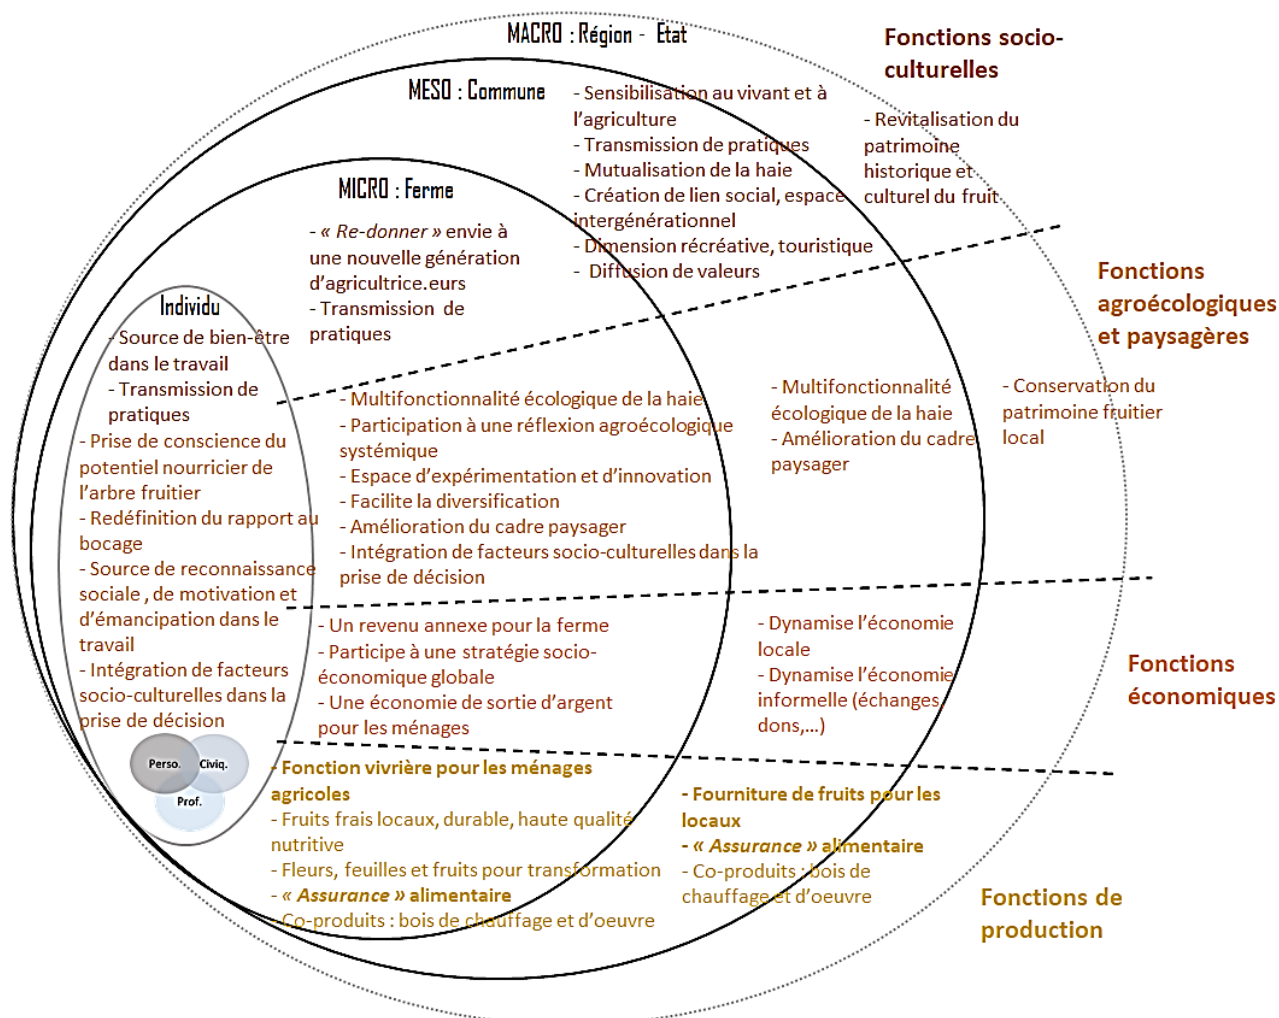 MACRO : Région - Etat
Fonctions socio-
culturelles
MESO : Commune
- Sensibilisation au vivant et à
l'agriculture
- Transmission de pratiques
- Mutualisation de la haie
- Création de lien social, espace
intergénérationnel
- Dimension récréative, touristique
- Diffusion de valeurs
- Revitalisation du
patrimoine
historique et
culturel du fruit
MICRO : Ferme
- « Re-donner » envie à
une nouvelle génération
d'agricultrice.eurs
- Transmission de
pratiques
Individu
- Source de bien-être
dans le travail
- Transmission de
pratiques
- Prise de conscience du
potentiel nourricier de
l'arbre fruitier
- Redéfinition du rapport au
bocage
- Source de reconnaissance
sociale , de motivation et
d'émancipation dans le
travail
- Intégration de facteurs
socio-culturelles dans la
prise de décision
Perso.
Civiq.
Prof.
Fonctions
agroécologiques
et paysagères
- Multifonctionnalité écologique de la haie
- Participation à une réflexion agroécologique
systémique
- Espace d'expérimentation et d'innovation
- Facilite la diversification
- Amélioration du cadre paysager
- Intégration de facteurs socio-culturelles dans la
prise de décision
- Multifonctionnalité
écologique de la haie
- Amélioration du cadre
paysager
- Conservation du
patrimoine fruitier
local
- Un revenu annexe pour la ferme
- Participe à une stratégie socio-
économique globale
- Une économie de sortie d'argent
pour les ménages
- Dynamise l'économie
locale
- Dynamise l'économie
informelle (échanges,
dons,...)
Fonctions
économiques
- Fonction vivrière pour les ménages
agricoles
- Fruits frais locaux, durable, haute qualité
nutritive
- Fleurs, feuilles et fruits pour transformation
- « Assurance » alimentaire
- Co-produits : bois de chauffage et d'oeuvre
- Fourniture de fruits pour les
locaux
- « Assurance » alimentaire
- Co-produits : bois de
chauffage et d'oeuvre
Fonctions de
production